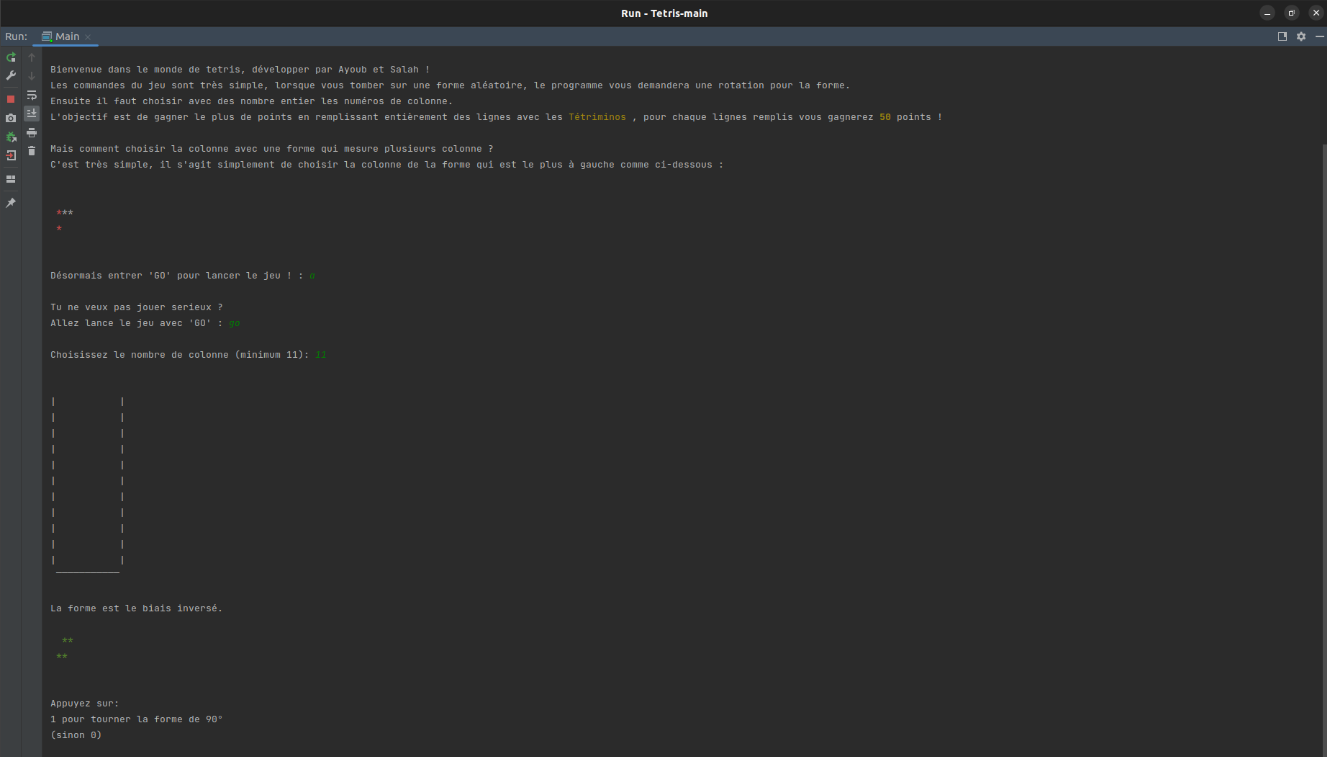 Run - Tetris-main
Run: Main
Bienvenue dans le monde de tetris, développer par Ayoub et Salah !
Les commandes du jeu sont très simple, lorsque vous tomber sur une forme aléatoire, le programme vous demandera une rotation pour la forme.
Ensuite il faut choisir avec des nombre entier les numéros de colonne.
L'objectif est de gagner le plus de points en remplissant entièrement des lignes avec les Tétriminos , pour chaque lignes remplis vous gagnerez 50 points !
Mais comment choisir la colonne avec une forme qui mesure plusieurs colonne ?
C'est très simple, il s'agit simplement de choisir la colonne de la forme qui est le plus à gauche comme ci-dessous :
***
*
Désormais entrer 'GO' pour lancer le jeu ! : o
Tu ne veux pas jouer serieux ?
Allez lance le jeu avec 'GO' : go
Choisissez le nombre de colonne (minimum 11): 11
|           |
|           |
|           |
|           |
|           |
|           |
|           |
|           |
|           |
|           |
|           |
 ‾‾‾‾‾‾‾‾‾‾‾
La forme est le biais inversé.
 **
**
Appuyez sur:
1 pour tourner la forme de 90°
(sinon 0)